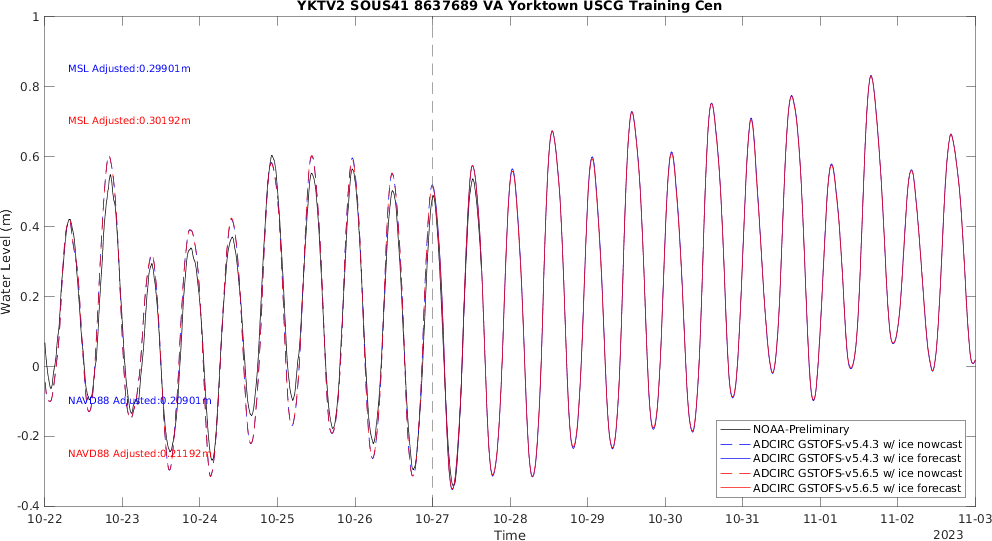 YKTV2 SOUS41 8637689 VA Yorktown USCG Training Cen
1
0.8
0.6
0.4
0.2
0
-0.2
-0.4
Water Level (m)
MSL Adjusted:0.29901m
MSL Adjusted:0.30192m
NAVD88 Adjusted:0.20901m
NAVD88 Adjusted:0.21192m
NOAA-Preliminary
ADCIRC GSTOFS-v5.4.3 w/ ice nowcast
ADCIRC GSTOFS-v5.4.3 w/ ice forecast
ADCIRC GSTOFS-v5.6.5 w/ ice nowcast
ADCIRC GSTOFS-v5.6.5 w/ ice forecast
10-22 10-23 10-24 10-25 10-26 10-27 10-28 10-29 10-30 10-31 11-01 11-02 11-03
Time
2023